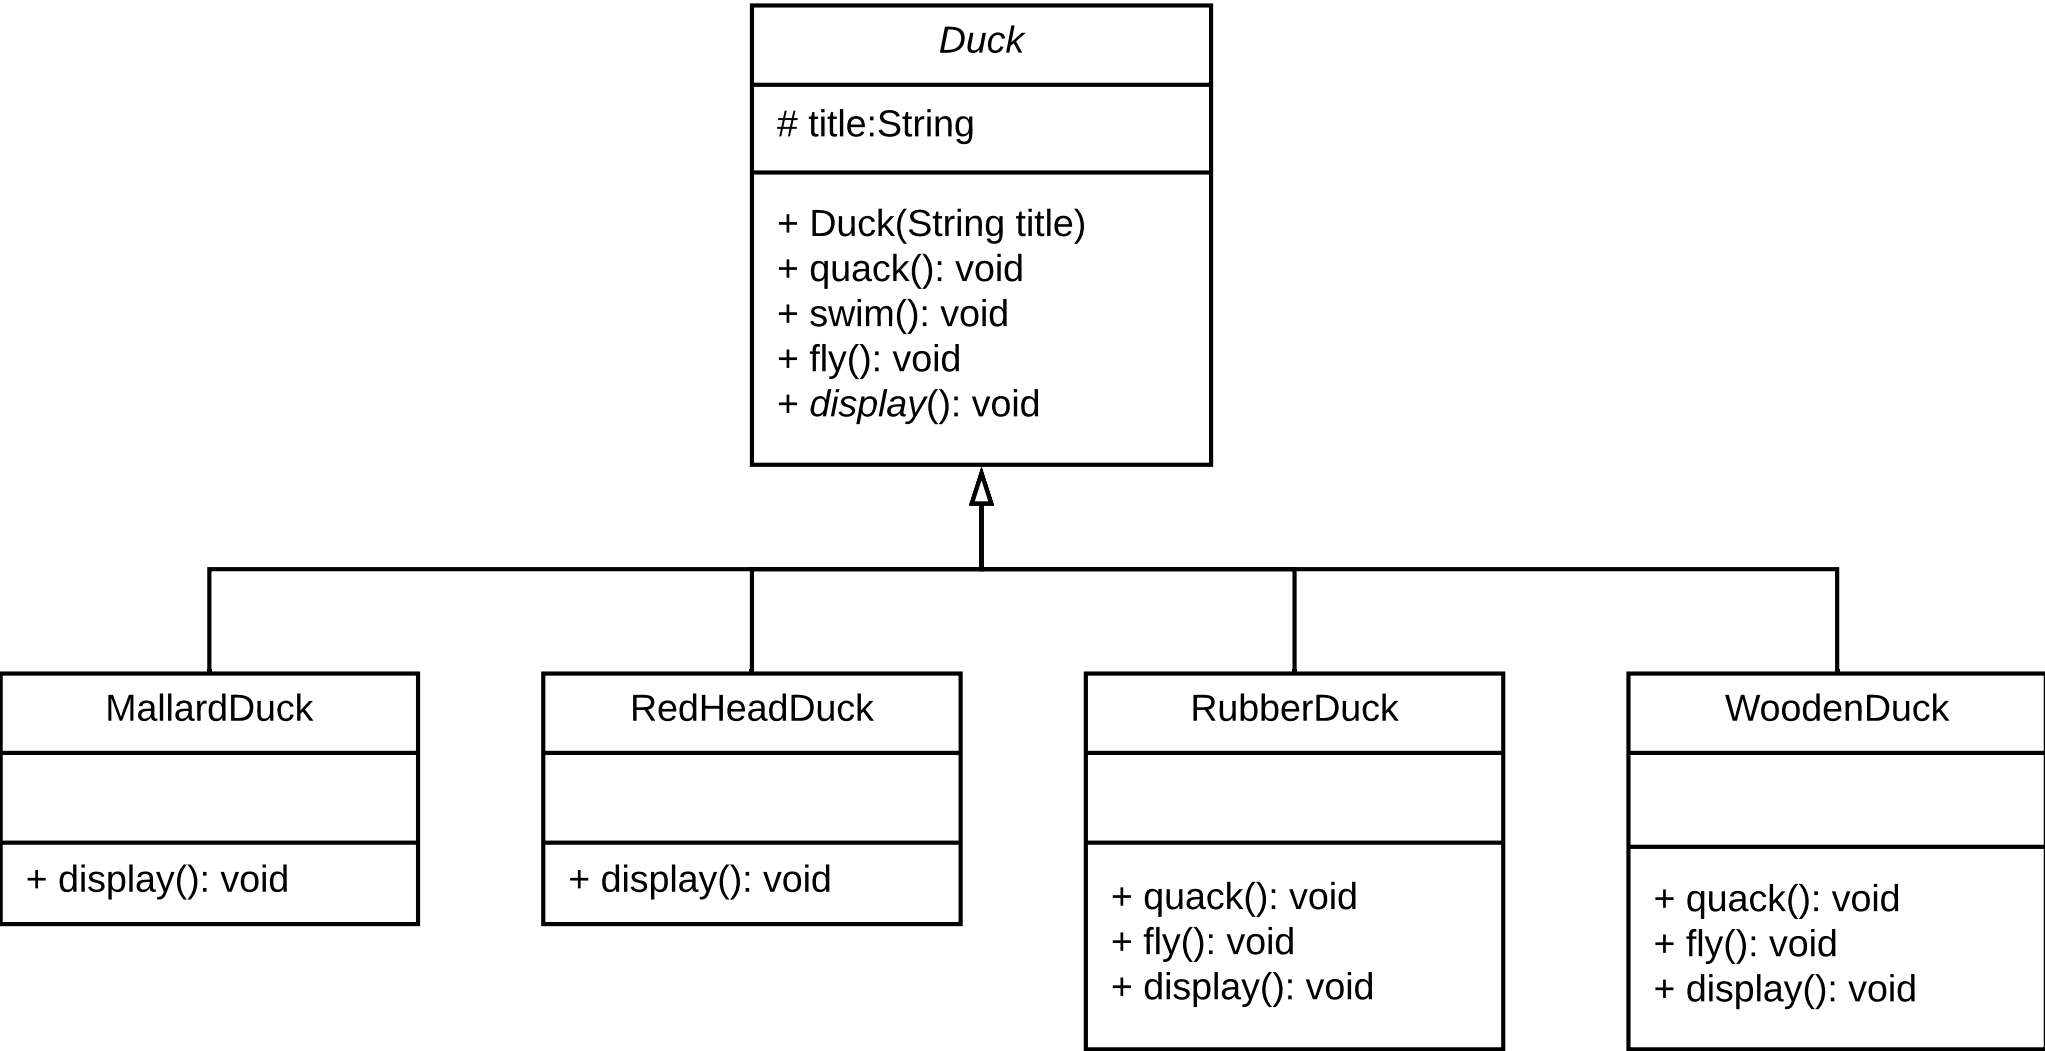 Duck
# title:String
+ Duck(String title)
+ quack(): void
+ swim(): void
+ fly(): void
+ display(): void
MallardDuck
+ display(): void
RedHeadDuck
+ display(): void
RubberDuck
+ quack(): void
+ fly(): void
+ display(): void
WoodenDuck
+ quack(): void
+ fly(): void
+ display(): void